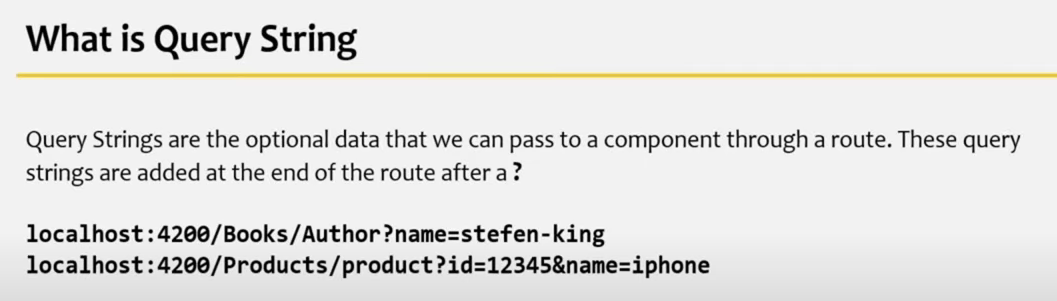 What is Query String
Query Strings are the optional data that we can pass to a component through a route. These query
strings are added at the end of the route after a ?
localhost:4200/Books/Author?name=stefen-king
localhost:4200/Products/product?id=12345&name=iphone